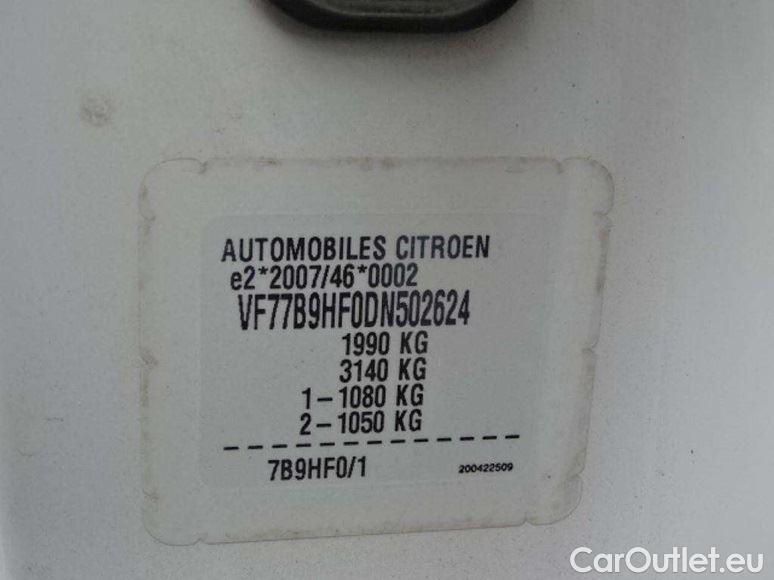 AUTOMOBILES CITROEN
e2*2007/46*0002
VF77B9HF0DN502624
1990 KG
3140 KG
1-1080 KG
2-1050 KG
7B9HF0/1 200422509
CarOutlet.eu